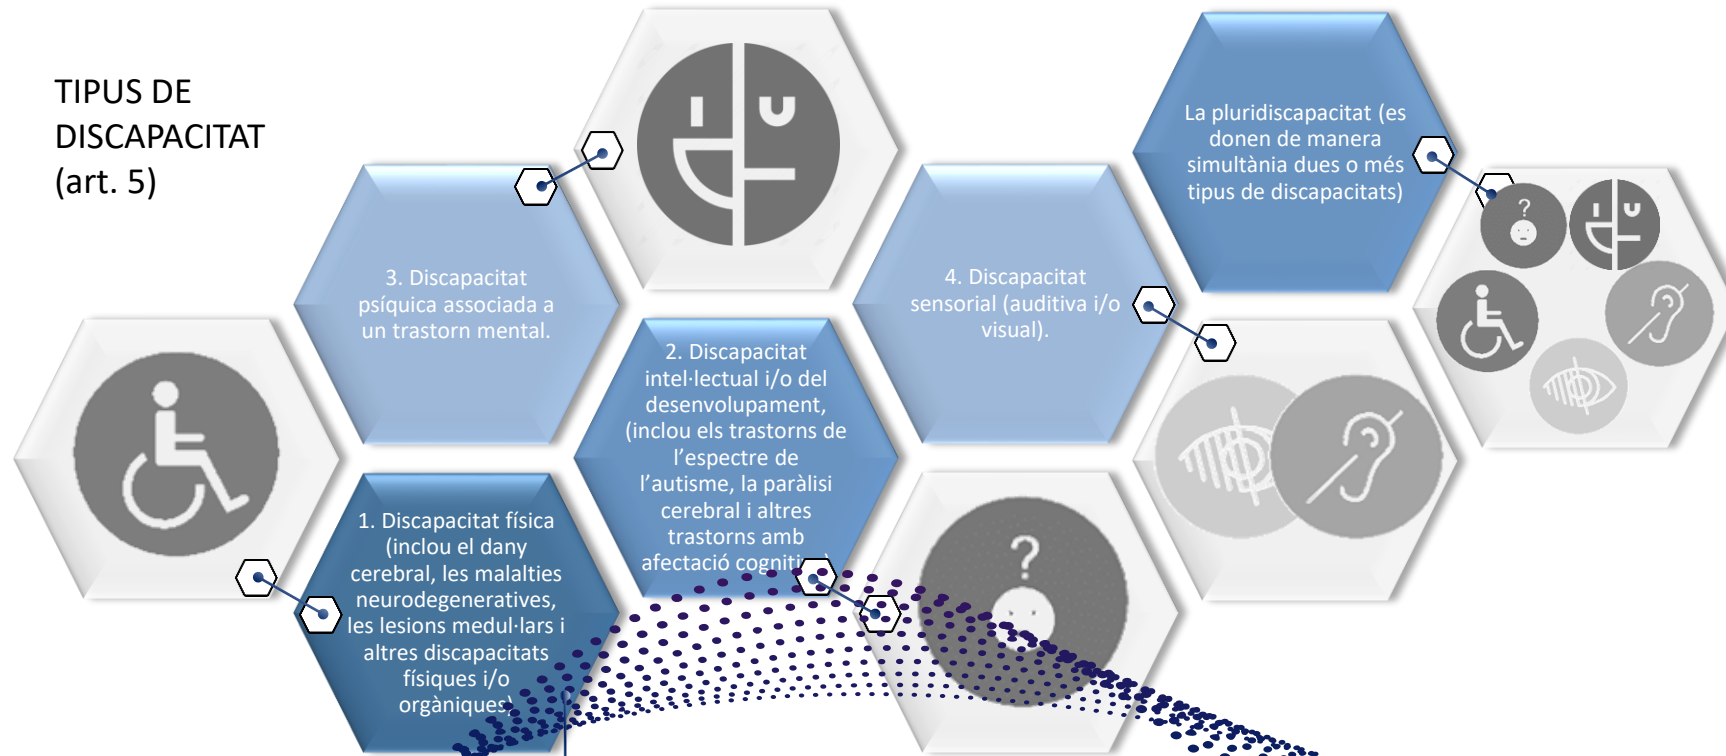 TIPUS DE
DISCAPACITAT
(art. 5)
1. Discapacitat física
(inclou el dany
cerebral, les malalties
neurodegeneratives,
les lesions medul·lars i
altres discapacitats
físiques i/o
orgàniques)
2. Discapacitat
intel·lectual i/o del
desenvolupament,
(inclou els trastorns de
l’espectre de
l’autisme, la paràlisi
cerebral i altres
trastorns amb
afectació
3. Discapacitat
psíquica associada a
un trastorn mental.
4. Discapacitat
sensorial (auditiva i/o
visual).
La pluridiscapacitat (es
donen de manera
simultània dues o més
tipus de discapacitats)
?
?